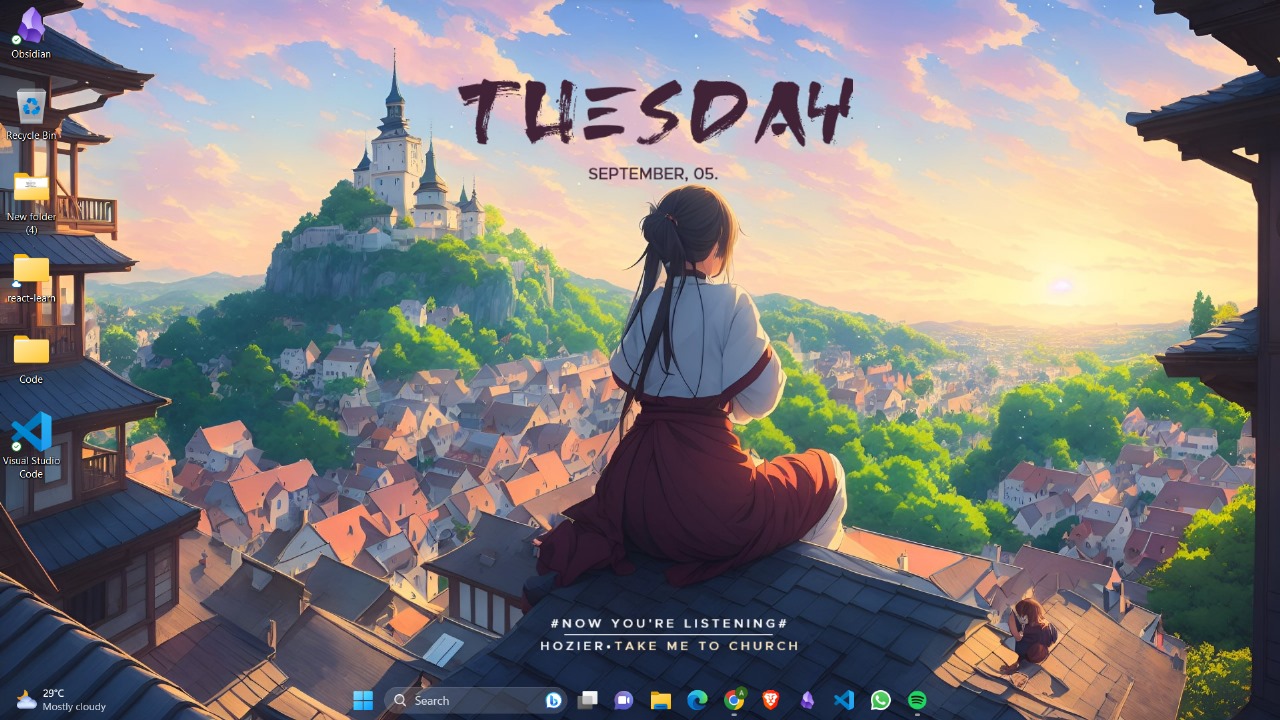 Obsidian
Recycle Bin
New folder
(4)
react-learn
Code
Visual Studio
Code
TUESDAY
SEPTEMBER, 05.
#NOW YOU'RE LISTENING#
HOZIER•TAKE ME TO CHURCH
29°C
Mostly cloudy
Search